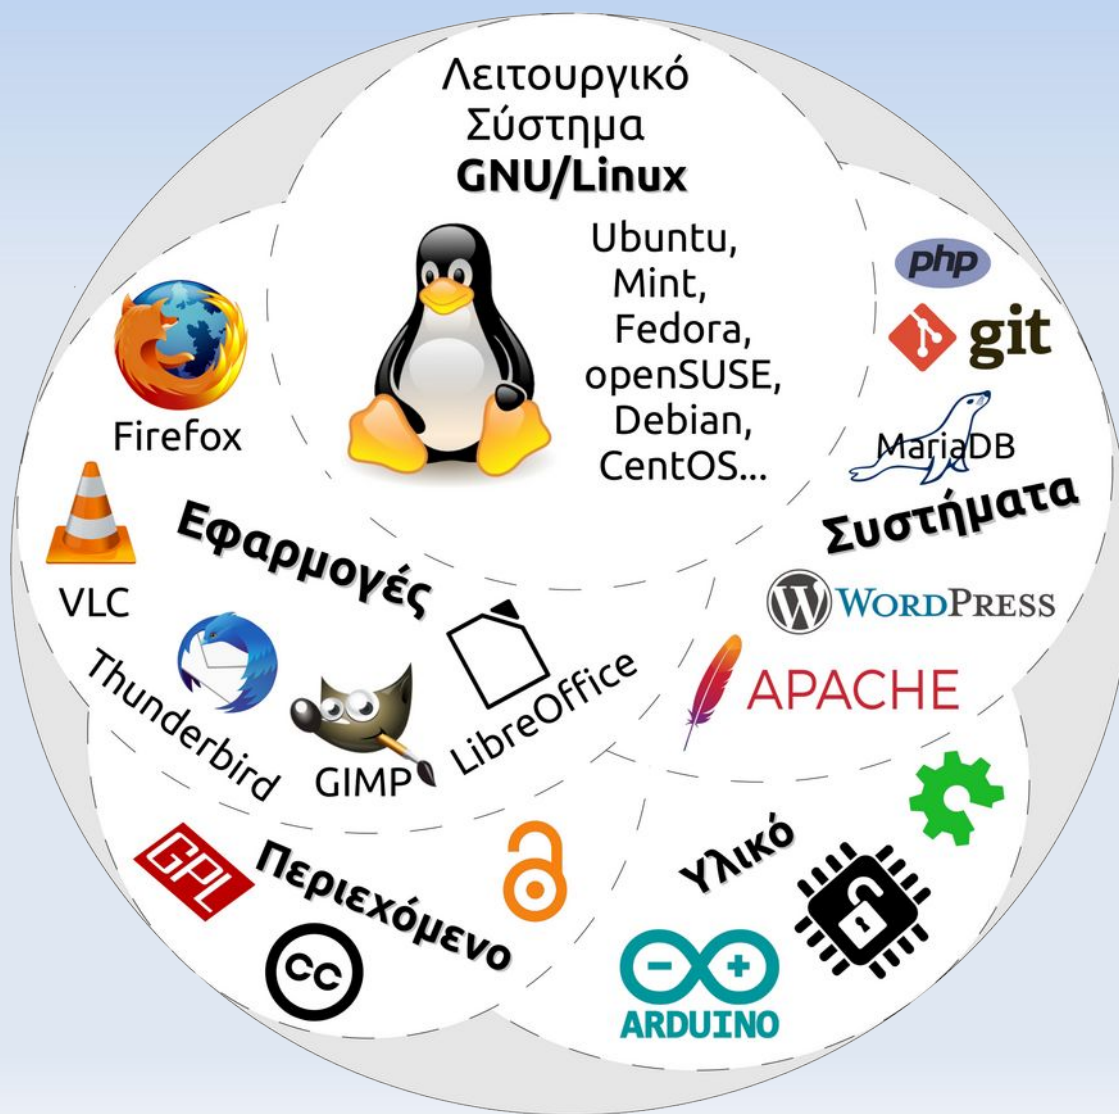 Λειτουργικό
Σύστημα
GNU/Linux
Ubuntu,
Mint,
Fedora,
openSUSE,
Debian,
CentOS...
Firefox
VLC
Εφαρμογές
Thunderbird
GIMP
LibreOffice
php
git
MariaDB
Συστήματα
WORDPRESS
APACHE
GPL
Περιεχόμενο
cc
Υλικό
ARDUINO